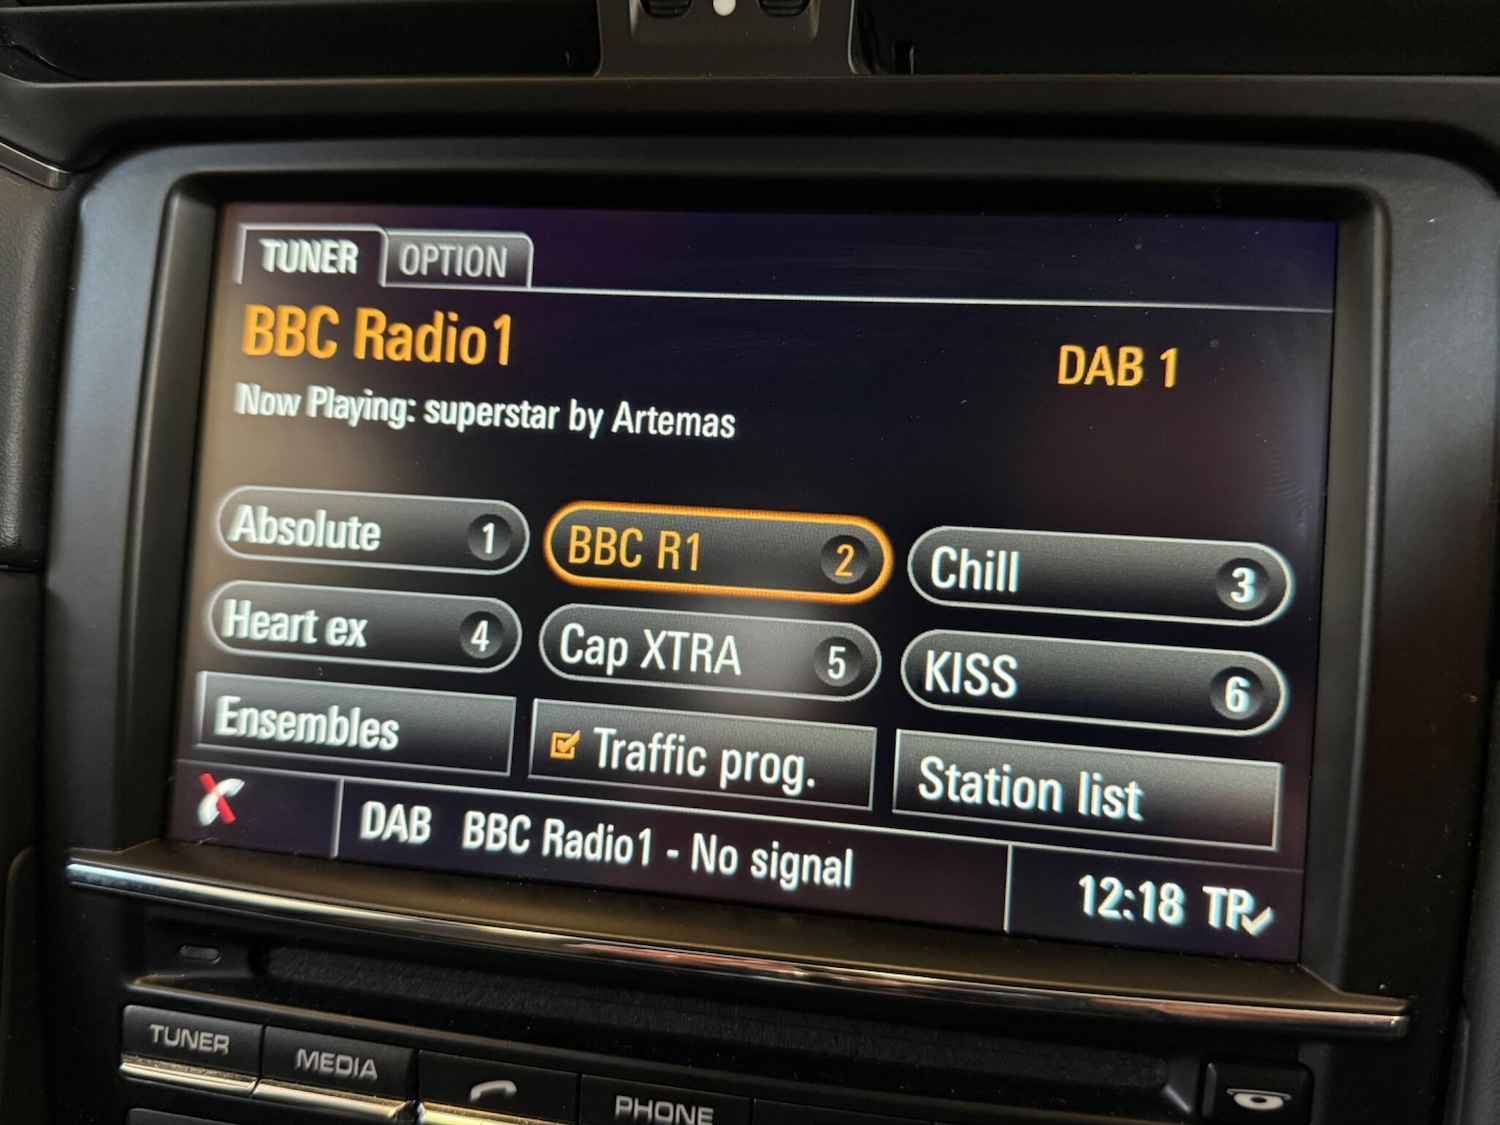 TUNER OPTION
BBC Radio1
DAB 1
Now Playing: superstar by Artemas
Absolute 1
BBC R1 2
Chill 3
Heart ex 4
Cap XTRA 5
KISS 6
Ensembles
Traffic prog.
Station list
DAB BBC Radio1 - No signal
12:18 TP
TUNER
MEDIA
PHONE